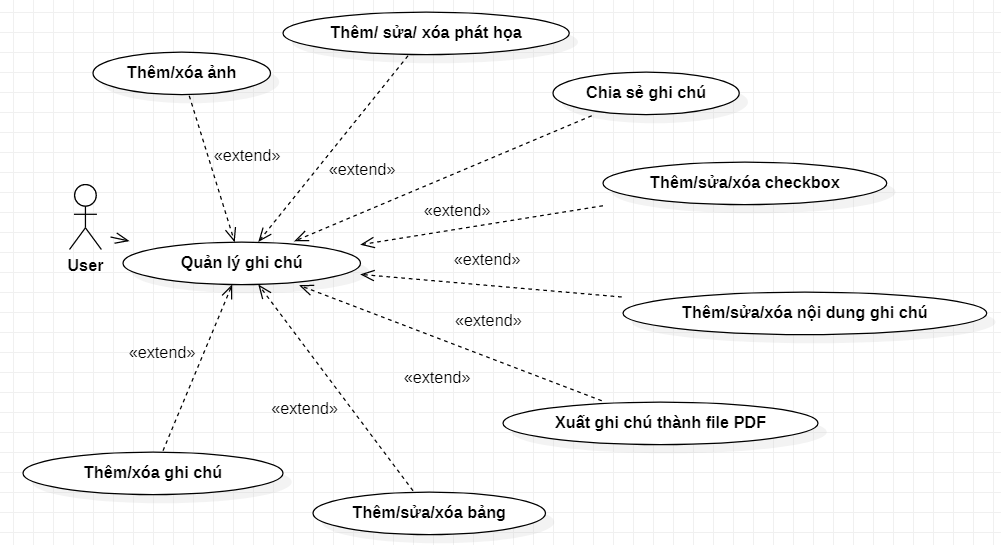 Thêm/ sửa/ xóa phát họa
Thêm/xóa ảnh
Chia sẻ ghi chú
«extend»
«extend»
Thêm/sửa/xóa checkbox
«extend»
User
Quản lý ghi chú
«extend»
Thêm/sửa/xóa nội dung ghi chú
«extend»
«extend»
«extend»
«extend»
Xuất ghi chú thành file PDF
Thêm/xóa ghi chú
Thêm/sửa/xóa bảng